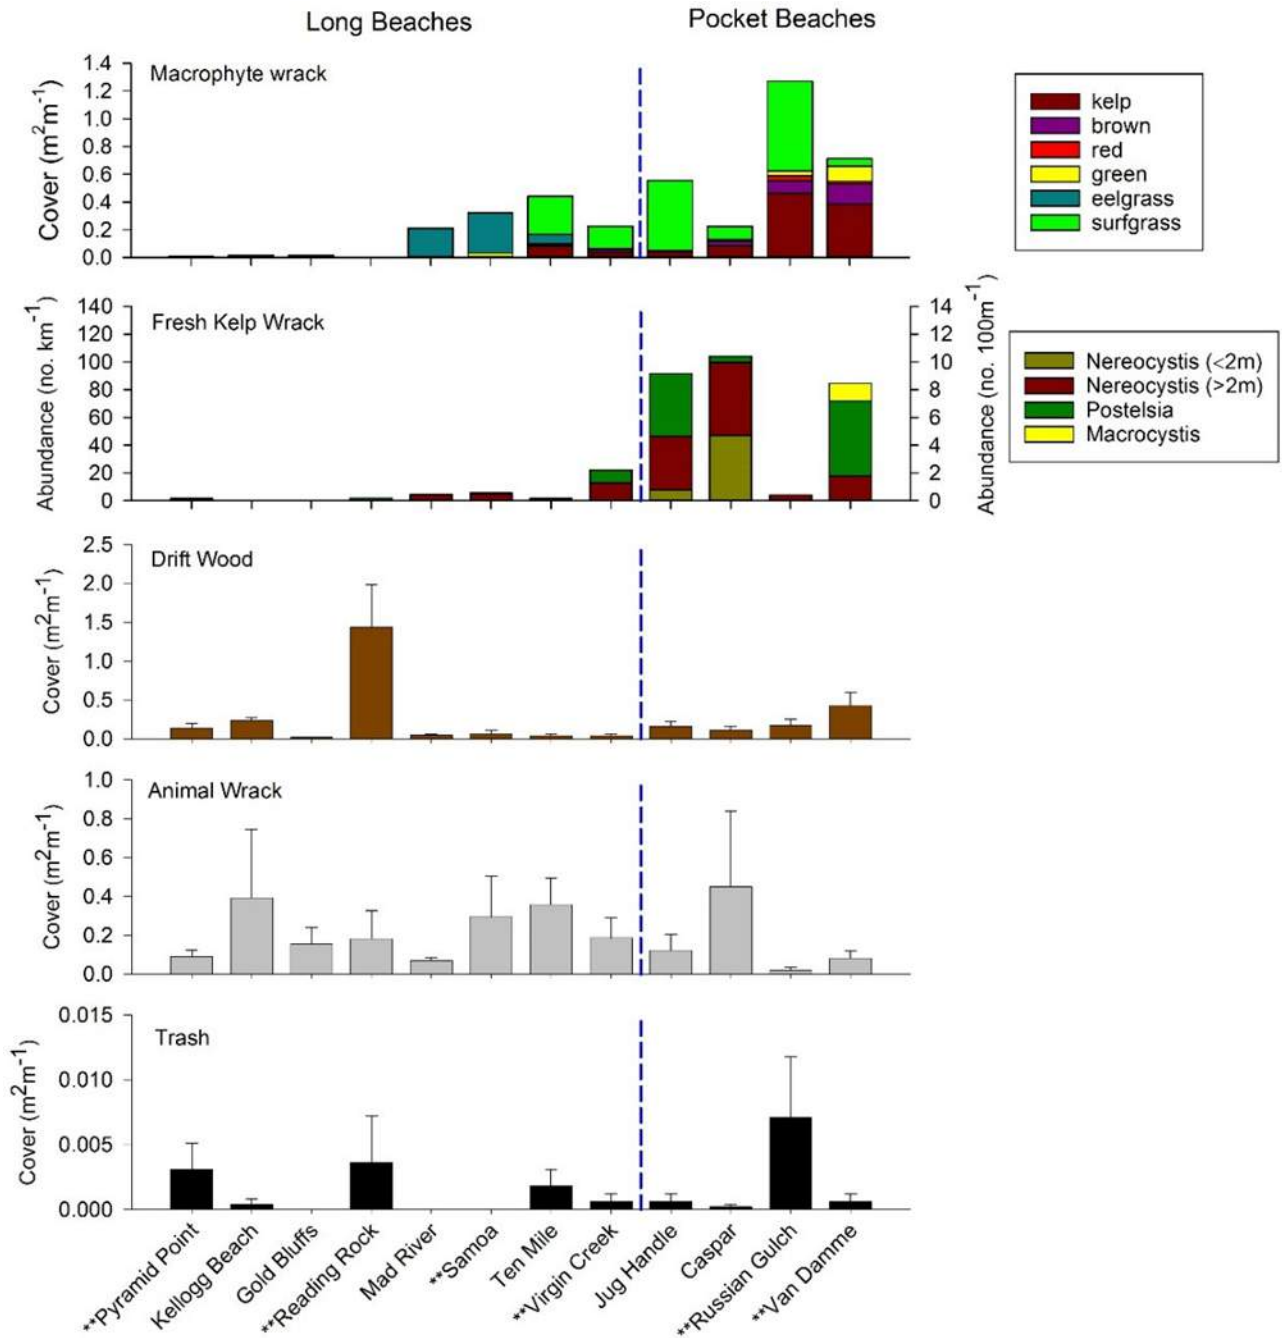 Long Beaches
Pocket Beaches
Macrophyte wrack
Cover (m2m-1)
1.4
1.2
1.0
0.8
0.6
0.4
0.2
0.0
kelp
brown
red
green
eelgrass
surfgrass
Fresh Kelp Wrack
Abundance (no. km-1)
140
120
100
80
60
40
20
0
14
12
10
8
6
4
2
0
Abundance (no. 100m-1)
Nereocystis (<2m)
Nereocystis (>2m)
Postelsia
Macrocystis
Drift Wood
Cover (m2m-1)
2.5
2.0
1.5
1.0
0.5
0.0
Animal Wrack
Cover (m2m-1)
1.0
0.8
0.6
0.4
0.2
0.0
Trash
Cover (m2m-1)
0.015
0.010
0.005
0.000
**Pyramid Point
Kellogg Beach
Gold Bluffs
**Reading Rock
Mad River
**Samoa
Ten Mile
**Virgin Creek
Jug Handle
Caspar
**Russian Gulch
**Van Damme